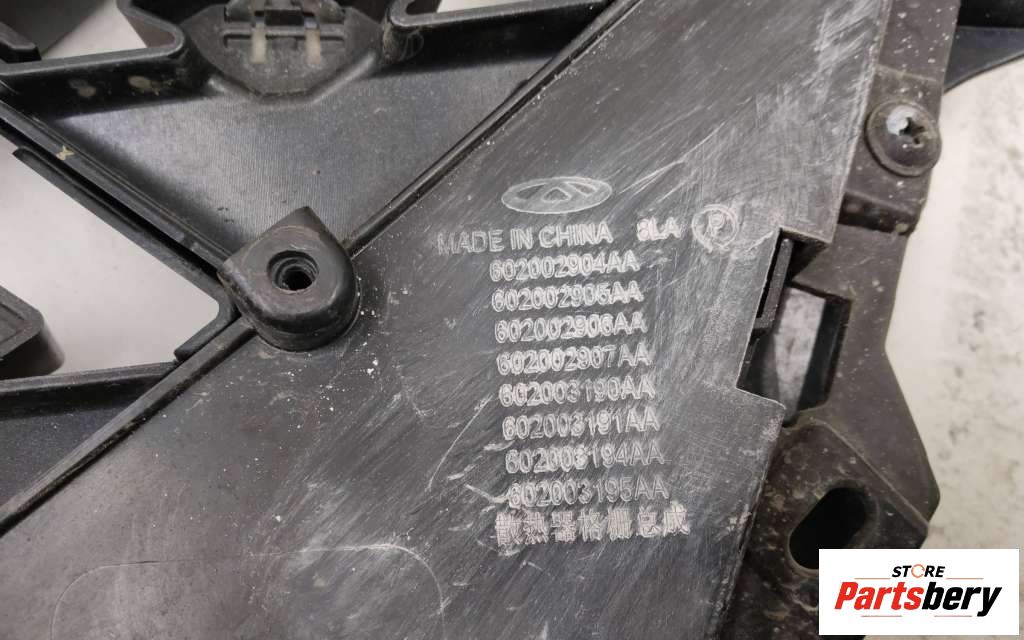 MADE IN CHINA 8LA P
602002904AA
602002905AA
602002906AA
602002907AA
602003190AA
602003191AA
602003194AA
602003195AA
散热器格栅总成
STORE
Partsbery